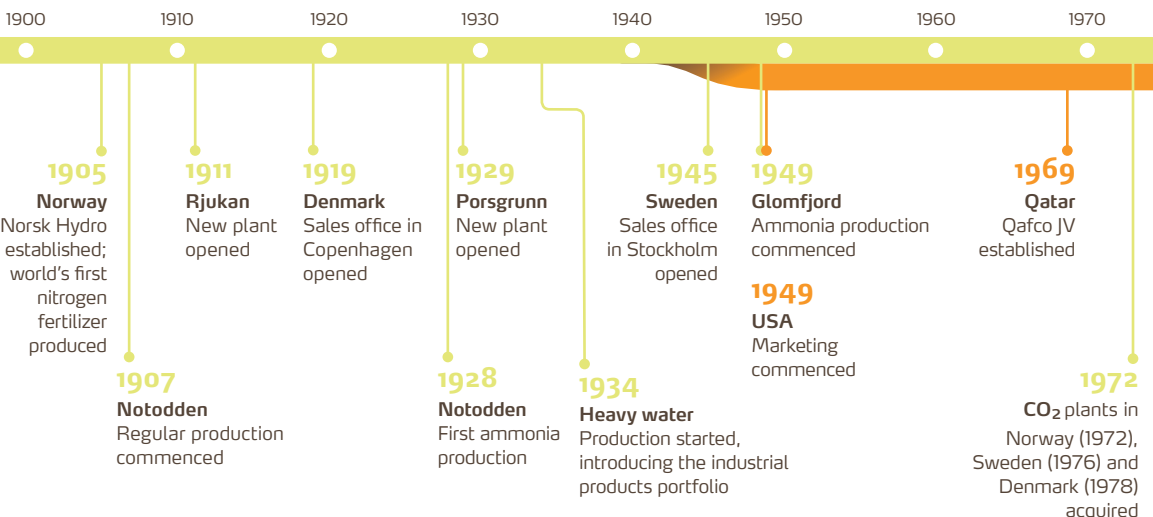 1900 1910 1920 1930 1940 1950 1960 1970
1905
Norway
Norsk Hydro
established;
world's first
nitrogen
fertilizer
produced
1907
Notodden
Regular production
commenced
1911
Rjukan
New plant
opened
1919
Denmark
Sales office in
Copenhagen
opened
1928
Notodden
First ammonia
production
1929
Porsgrunn
New plant
opened
1934
Heavy water
Production started,
introducing the industrial
products portfolio
1945
Sweden
Sales office
in Stockholm
opened
1949
Glomfjord
Ammonia production
commenced
1949
USA
Marketing
commenced
1969
Qatar
Qafco JV
established
1972
CO₂ plants in
Norway (1972),
Sweden (1976) and
Denmark (1978)
acquired